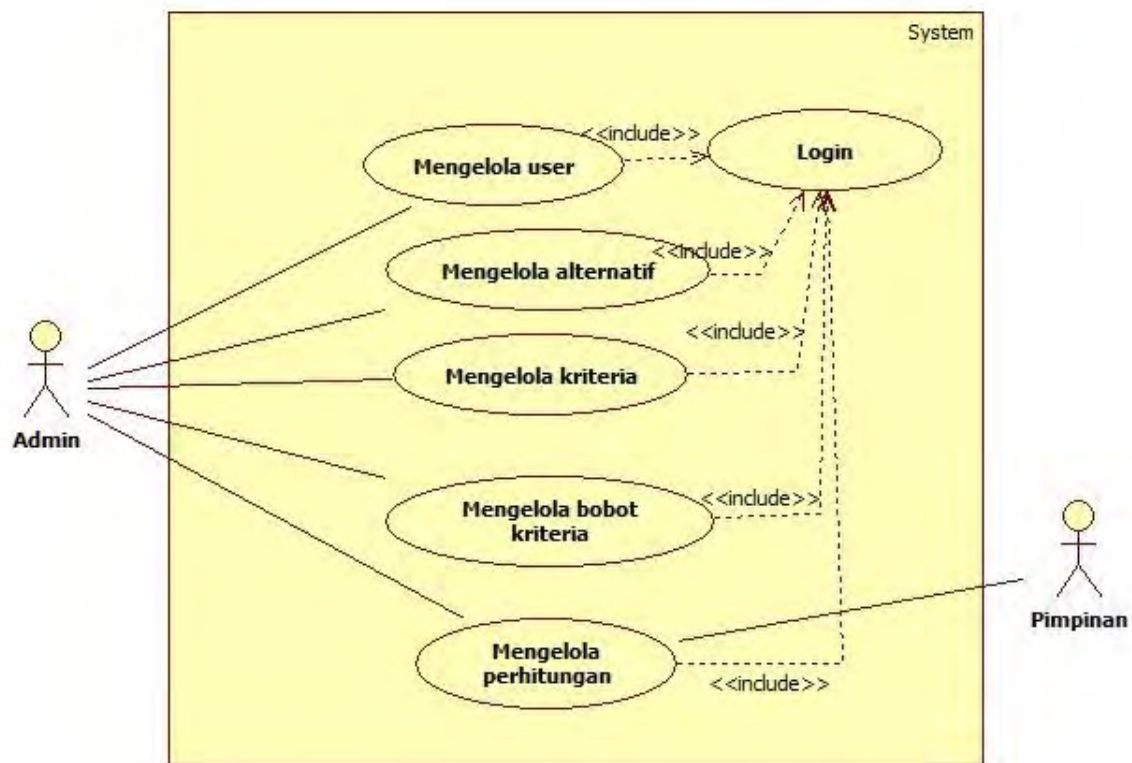 System
<<include>>
Login
Mengelola user
<<include>>
Mengelola alternatif
<<include>>
Mengelola kriteria
Admin
<<include>>
Mengelola bobot
kriteria
Pimpinan
Mengelola
perhitungan
<<include>>